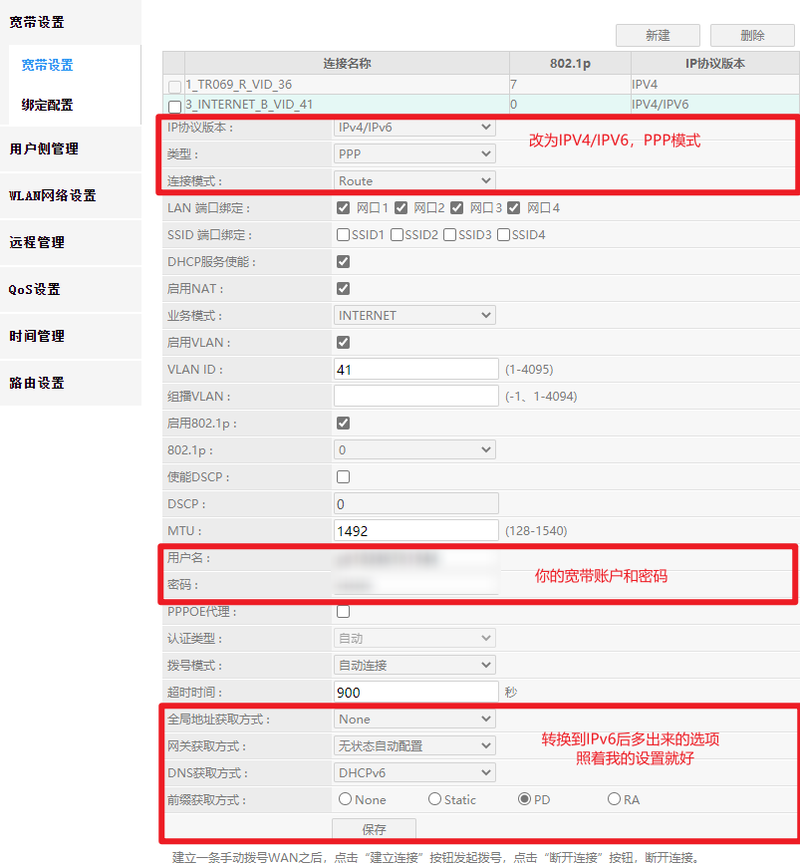 宽带设置
宽带设置
绑定配置
用户侧管理
WLAN网络设置
远程管理
QoS设置
时间管理
路由设置
新建 删除
连接名称 802.1p IP协议版本
1_TR069_R_VID_36 7 IPV4
3_INTERNET_B_VID_41 0 IPV4/IPV6
IP协议版本： IPv4/IPv6
改为IPV4/IPV6，PPP模式
类型： PPP
连接模式： Route
LAN 端口绑定： 网口1 网口2 网口3 网口4
SSID 端口绑定： SSID1 SSID2 SSID3 SSID4
DHCP服务使能：
启用NAT：
业务模式： INTERNET
启用VLAN：
VLAN ID： 41 (1-4095)
组播VLAN： (-1、1-4094)
启用802.1p：
802.1p： 0
使能DSCP：
DSCP： 0
MTU： 1492 (128-1540)
用户名：
你的宽带账户和密码
密码：
PPPOE代理：
认证类型： 自动
拨号模式： 自动连接
超时时间： 900 秒
全局地址获取方式： None
转换到IPv6后多出来的选项
照着我的设置就好
网关获取方式： 无状态自动配置
DNS获取方式： DHCPv6
前缀获取方式： None Static PD RA
保存
建立一条手动拨号WAN之后，点击“建立连接”按钮发起拨号，点击“断开连接”按钮，断开连接。